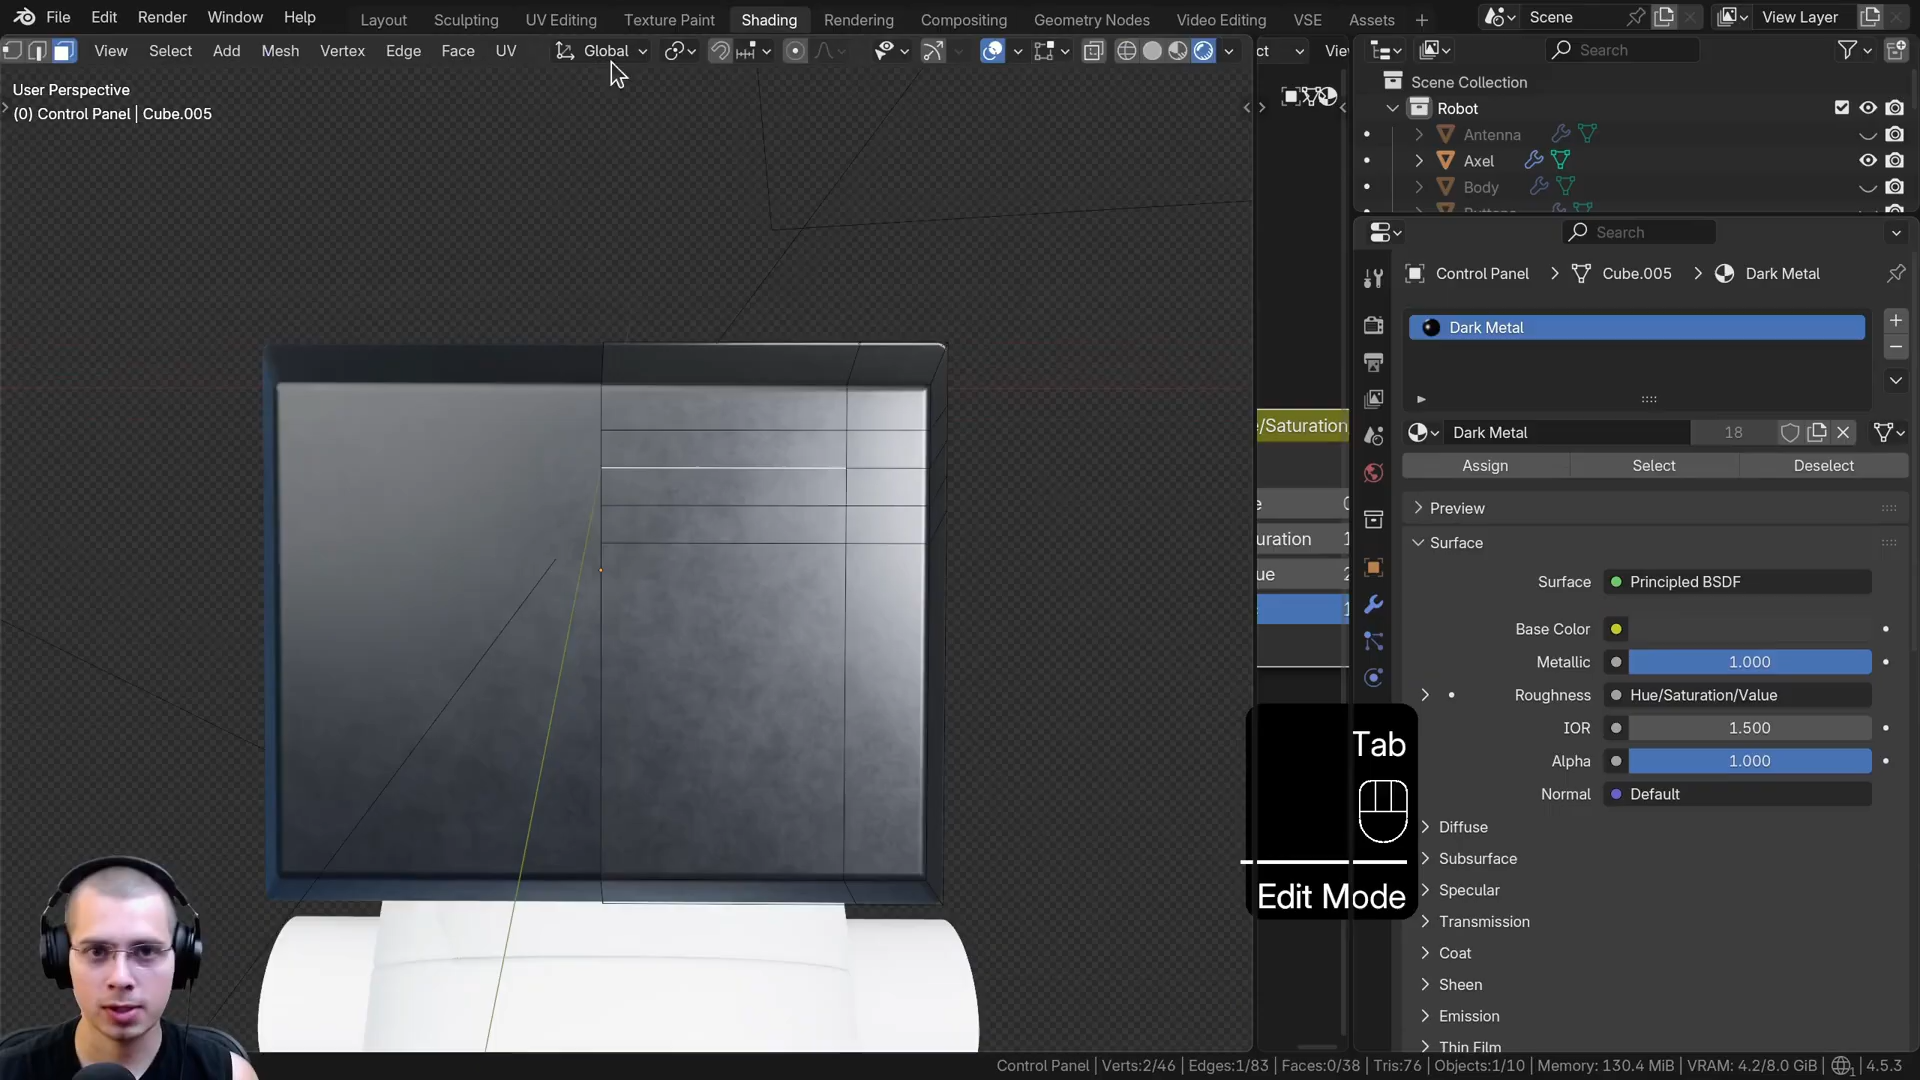 File Edit Render Window Help Layout Sculpting UV Editing Texture Paint Shading Rendering Compositing Geometry Nodes Video Editing VSE Assets + Scene View Layer
View Select Add Mesh Vertex Edge Face UV Global Search
User Perspective
(0) Control Panel | Cube.005
Scene Collection
Robot
Antenna
Axel
Body
Search
Control Panel > Cube.005 > Dark Metal
Dark Metal
Dark Metal 18
Assign Select Deselect
Preview
Surface
Surface Principled BSDF
Base Color
Metallic 1.000
Roughness Hue/Saturation/Value
IOR 1.500
Alpha 1.000
Normal Default
Diffuse
Subsurface
Specular
Transmission
Coat
Sheen
Emission
Thin Film
/Saturation
uration 1
ue 2
1
Tab
Edit Mode
Control Panel | Verts:2/46 | Edges:1/83 | Faces:0/38 | Tris:76 | Objects:1/10 | Memory: 130.4 MiB | VRAM: 4.2/8.0 GiB | 4.5.3